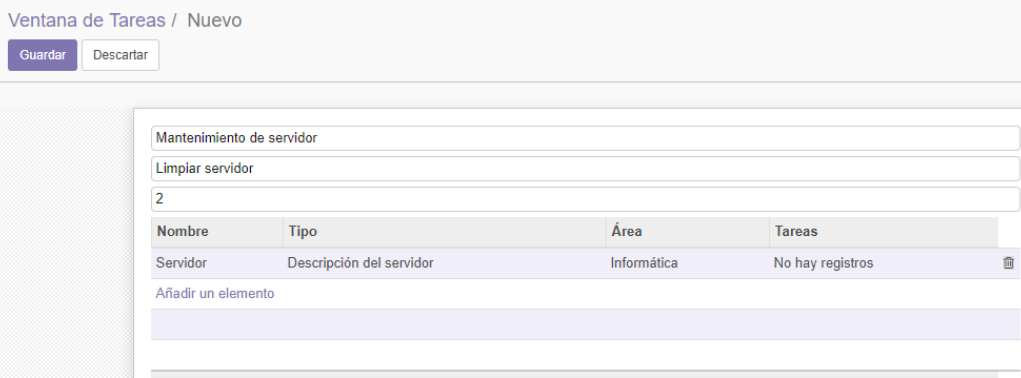 Ventana de Tareas / Nuevo
Guardar Descartar
Mantenimiento de servidor
Limpiar servidor
2
Nombre Tipo Área Tareas
Servidor Descripción del servidor Informática No hay registros
Añadir un elemento